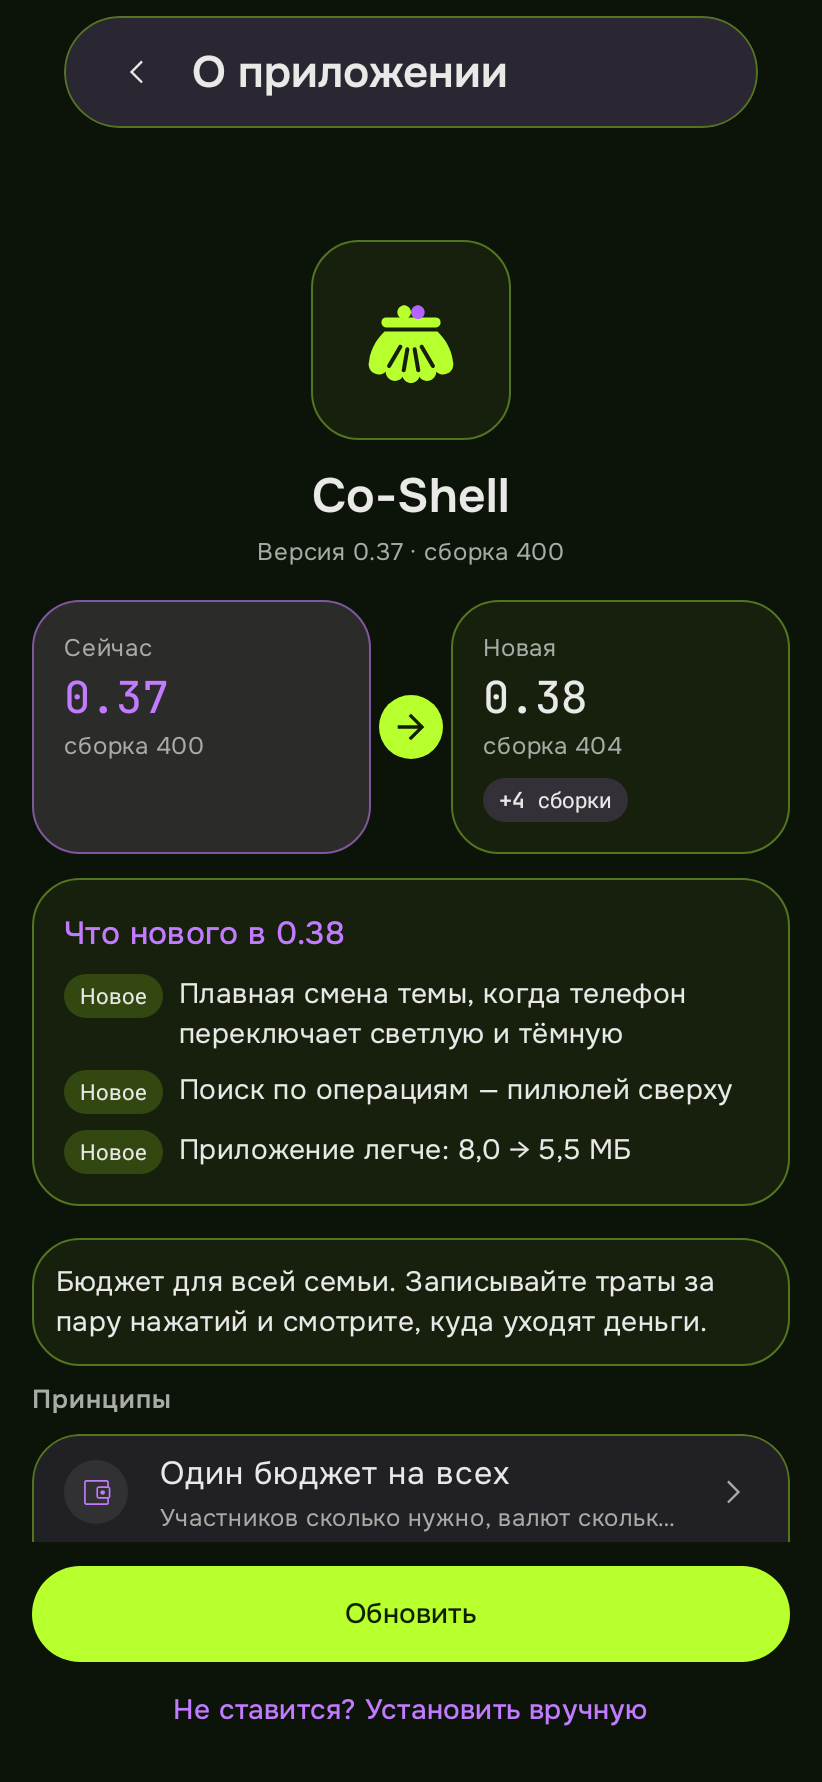 О приложении
Co-Shell
Версия 0.37 · сборка 400
Сейчас
0.37
сборка 400
Новая
0.38
сборка 404
+4 сборки
Что нового в 0.38
Новое Плавная смена темы, когда телефон
переключает светлую и тёмную
Новое Поиск по операциям — пилюлей сверху
Новое Приложение легче: 8,0 → 5,5 МБ
Бюджет для всей семьи. Записывайте траты за
пару нажатий и смотрите, куда уходят деньги.
Принципы
Один бюджет на всех
Участников сколько нужно, валют скольк...
Обновить
Не ставится? Установить вручную